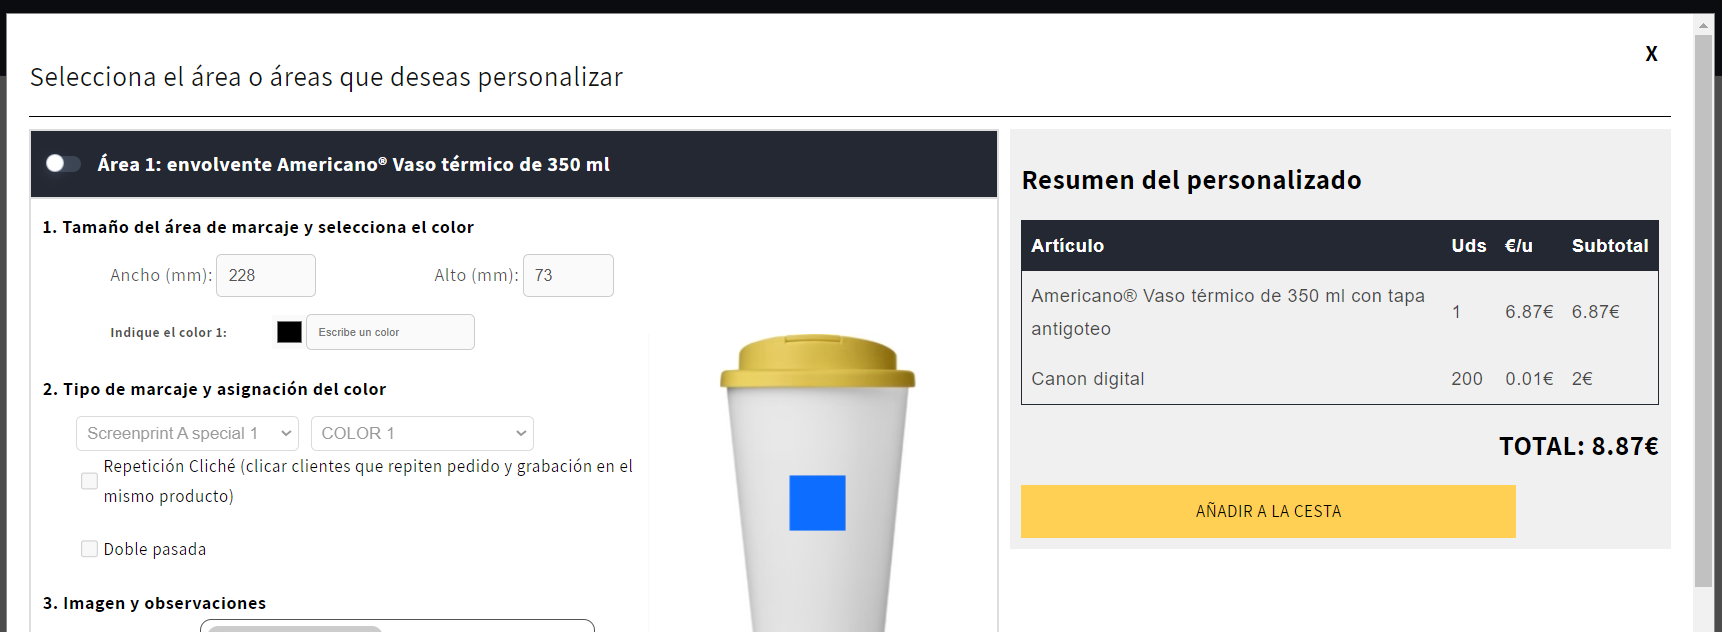 X
Selecciona el área o áreas que deseas personalizar
Área 1: envolvente Americano® Vaso térmico de 350 ml
1. Tamaño del área de marcaje y selecciona el color
Ancho (mm): 228 Alto (mm): 73
Indique el color 1: Escribe un color
2. Tipo de marcaje y asignación del color
Screenprint A special 1 COLOR 1
Repetición Cliché (clicar clientes que repiten pedido y grabación en el
mismo producto)
Doble pasada
3. Imagen y observaciones
Resumen del personalizado
Artículo Uds €/u Subtotal
Americano® Vaso térmico de 350 ml con tapa
antigoteo 1 6.87€ 6.87€
Canon digital 200 0.01€ 2€
TOTAL: 8.87€
AÑADIR A LA CESTA